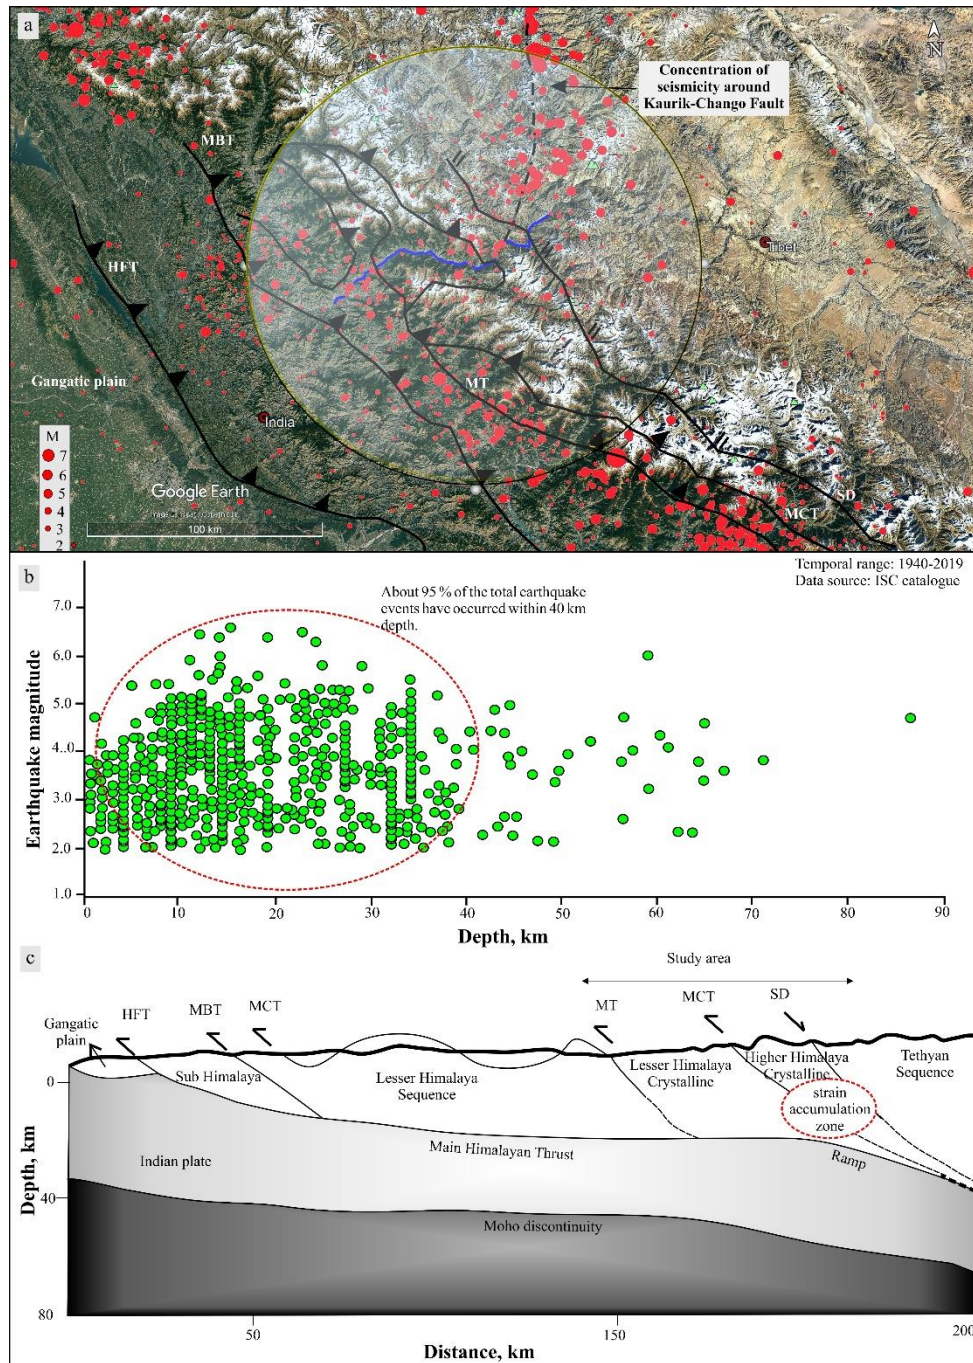 a
N
Concentration of
seismicity around
Kaurik-Chango Fault
MBT
Tibet
HFT
Gangatic plain
MT
India
M
7
6
5
4
3
2
Google Earth
100 km
SD
MCT
b
Temporal range: 1940-2019
Data source: ISC catalogue
About 95 % of the total earthquake
events have occurred within 40 km
depth.
Earthquake magnitude
7.0
6.0
5.0
4.0
3.0
2.0
1.0
0 10 20 30 40 50 60 70 80 90
Depth, km
c
Study area
Gangatic
plain
HFT
MBT
MCT
MT
MCT
SD
Sub Himalaya
Lesser Himalaya
Sequence
Lesser Himalaya
Crystalline
Higher Himalaya
Crystalline
Tethyan
Sequence
strain
accumulation
zone
Main Himalayan Thrust
Ramp
Indian plate
Moho discontinuity
Depth, km
0
40
80
50 150 200
Distance, km